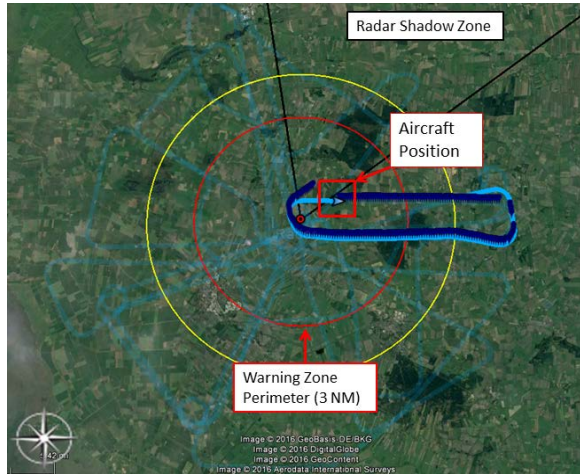 Radar Shadow Zone
Aircraft
Position
Warning Zone
Perimeter (3 NM)
Image © 2016 GeoBasis-DE/BKG
Image © 2016 DigitalGlobe
Image © 2016 GeoContent
Image © 2016 Aerodata International Surveys